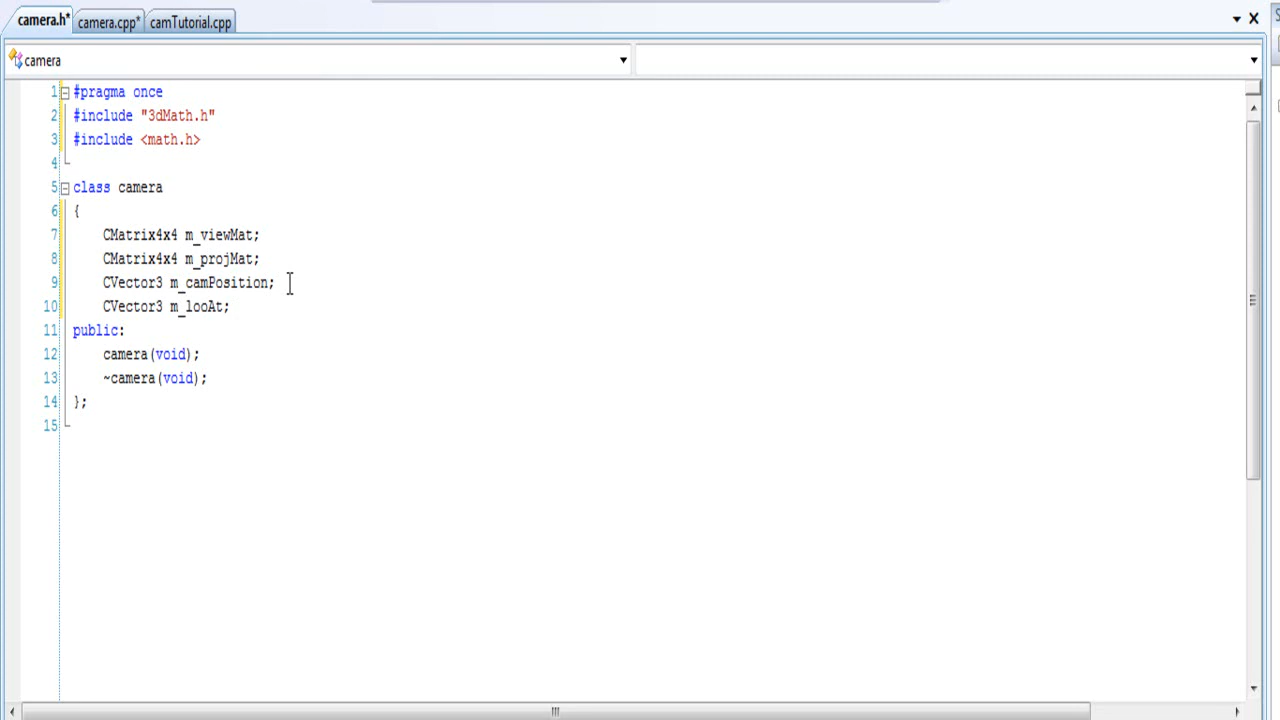 camera.h* camera.cpp* camTutorial.cpp
camera
1 #pragma once
2 #include "3dMath.h"
3 #include <math.h>
4
5 class camera
6 {
7 CMatrix4x4 m_viewMat;
8 CMatrix4x4 m_projMat;
9 CVector3 m_camPosition;
10 CVector3 m_looAt;
11 public:
12 camera(void);
13 ~camera(void);
14 };
15